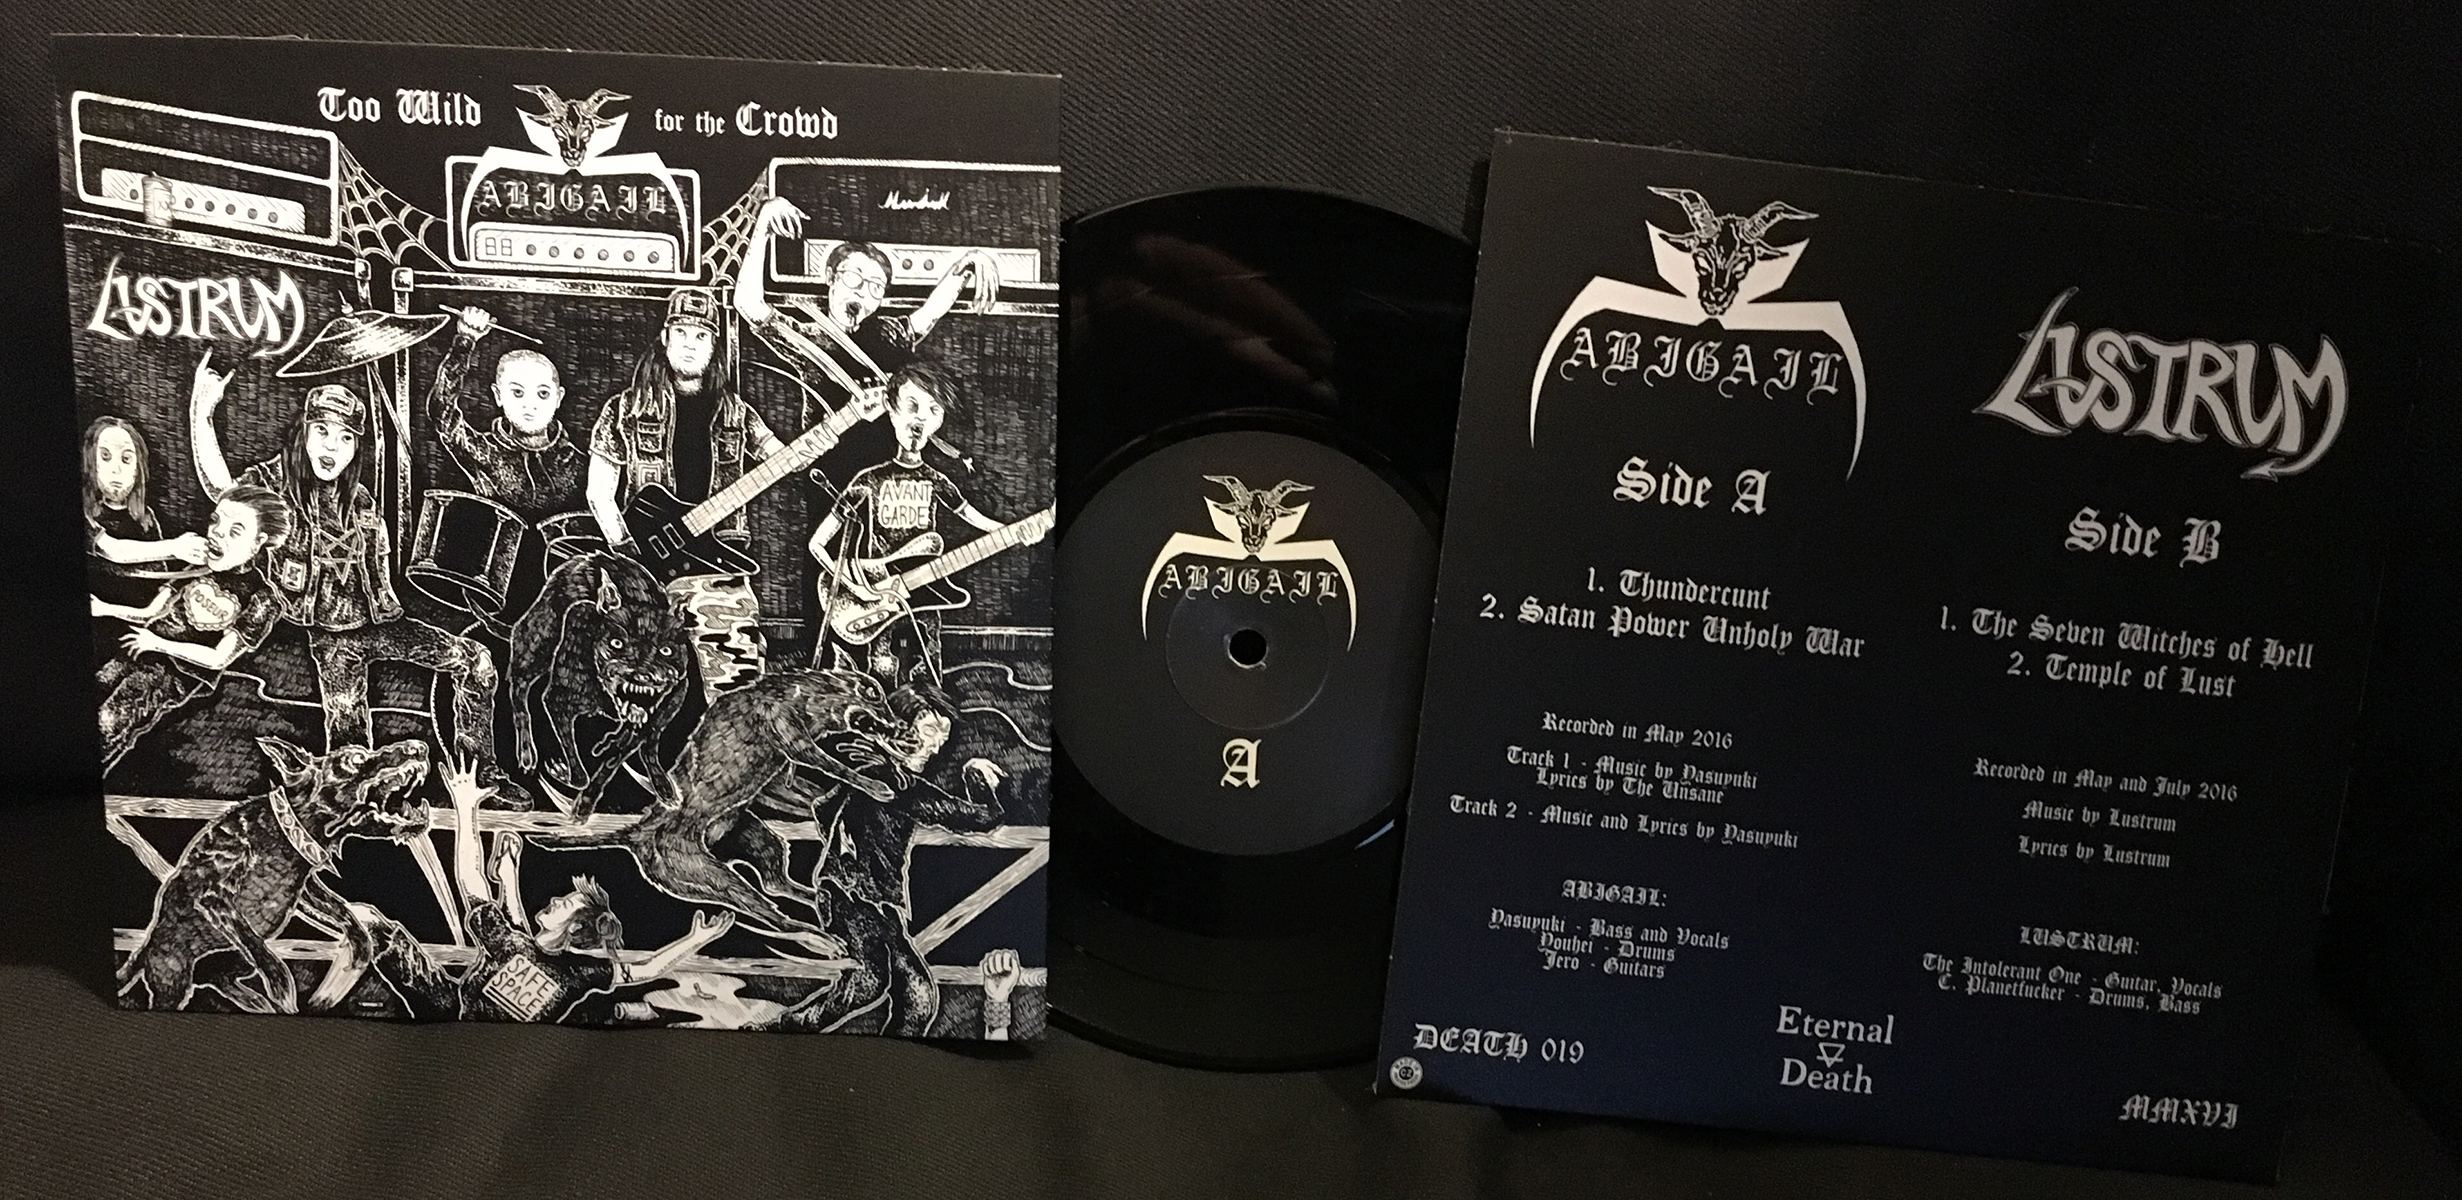 Too Wild for the Crowd
ABIGAIL
LUSTRUM
AVANT
GARDE
POSEUR
SAFE
SPACE
ABIGAIL
A
ABIGAIL
Side A
1. Thundercunt
2. Satan Power Unholy War
Recorded in May 2016
Track 1 - Music by Yasuyuki
Lyrics by The Unsane
Track 2 - Music and Lyrics by Yasuyuki
ABIGAIL:
Yasuyuki - Bass and Vocals
Youhei - Drums
Jero - Guitars
DEATH 019
LUSTRUM
Side B
1. The Seven Witches of Hell
2. Temple of Lust
Recorded in May and July 2016
Music by Lustrum
Lyrics by Lustrum
LUSTRUM:
The Intolerant One - Guitar, Vocals
C. Planetfucker - Drums, Bass
Eternal
Death
MMXVI